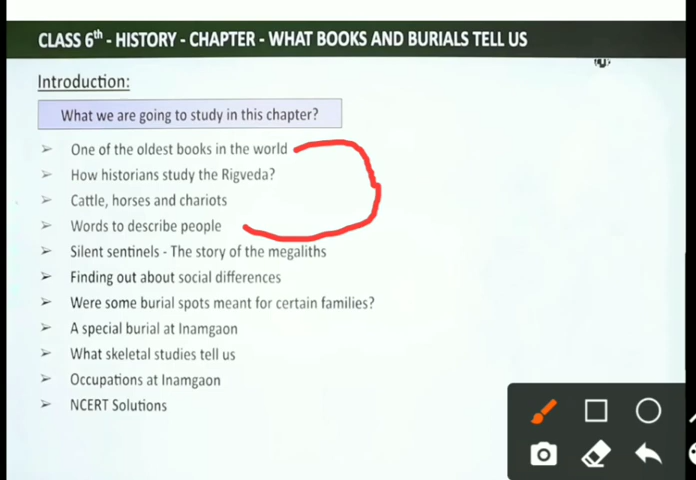 CLASS 6th - HISTORY - CHAPTER - WHAT BOOKS AND BURIALS TELL US
Introduction:
What we are going to study in this chapter?
➢ One of the oldest books in the world
➢ How historians study the Rigveda?
➢ Cattle, horses and chariots
➢ Words to describe people
➢ Silent sentinels - The story of the megaliths
➢ Finding out about social differences
➢ Were some burial spots meant for certain families?
➢ A special burial at Inamgaon
➢ What skeletal studies tell us
➢ Occupations at Inamgaon
➢ NCERT Solutions